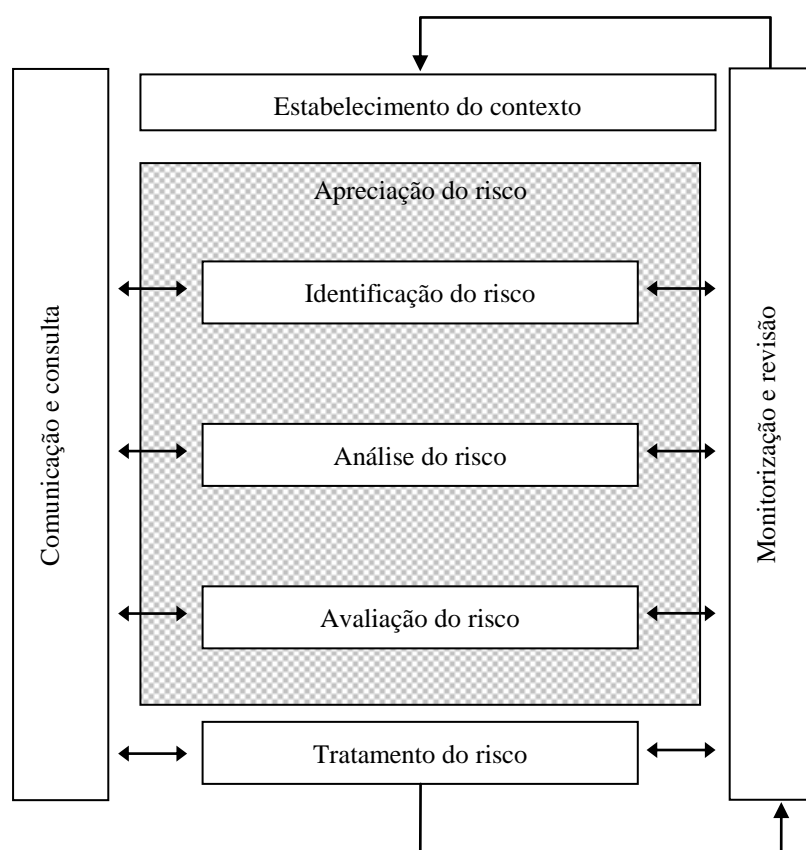 Estabelecimento do contexto
Apreciação do risco
Identificação do risco
Análise do risco
Avaliação do risco
Tratamento do risco
Comunicação e consulta
Monitorização e revisão